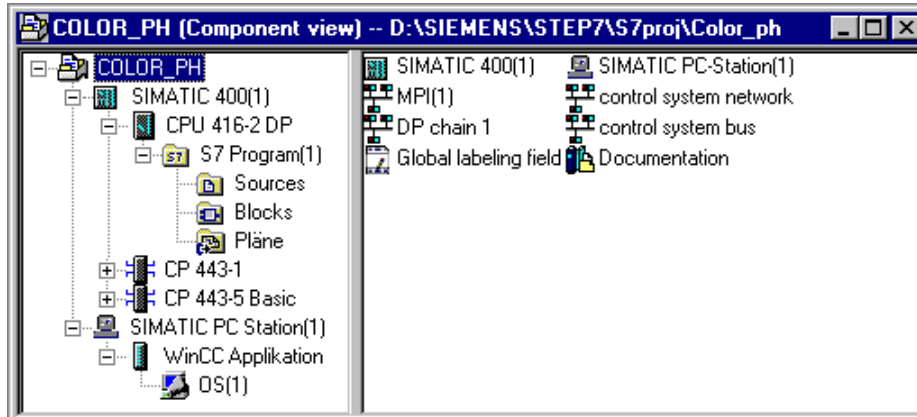 COLOR_PH (Component view) -- D:\SIEMENS\STEP7\S7proj\Color_ph
COLOR_PH
SIMATIC 400(1)
CPU 416-2 DP
S7 Program(1)
Sources
Blocks
Pläne
CP 443-1
CP 443-5 Basic
SIMATIC PC Station(1)
WinCC Applikation
OS(1)
SIMATIC 400(1) SIMATIC PC-Station(1)
MPI(1) control system network
DP chain 1 control system bus
Global labeling field Documentation